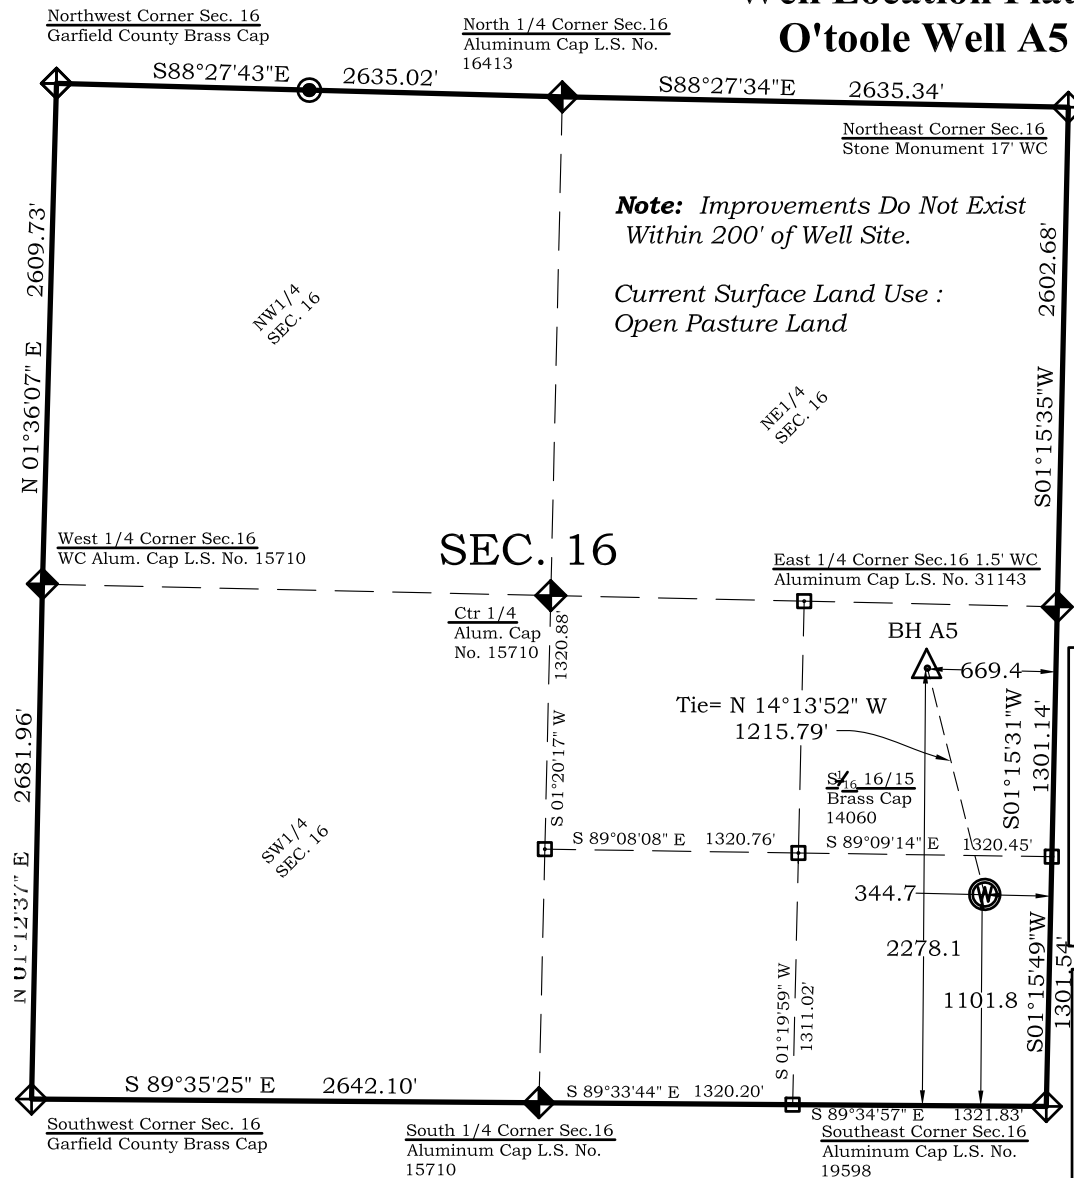 O'toole Well A5
Northwest Corner Sec. 16
Garfield County Brass Cap
North 1/4 Corner Sec.16
Aluminum Cap L.S. No.
16413
S88°27'43"E 2635.02'
S88°27'34"E 2635.34'
Northeast Corner Sec.16
Stone Monument 17' WC
Note: Improvements Do Not Exist
Within 200' of Well Site.
Current Surface Land Use :
Open Pasture Land
N 01°36'07" E 2609.73'
S01°15'35"W 2602.68'
NW1/4
SEC. 16
NE1/4
SEC. 16
West 1/4 Corner Sec.16
WC Alum. Cap L.S. No. 15710
SEC. 16
East 1/4 Corner Sec.16 1.5' WC
Aluminum Cap L.S. No. 31143
Ctr 1/4
Alum. Cap
No. 15710
S 01°20'17" W 1320.88'
BH A5
669.4
Tie= N 14°13'52" W
1215.79'
S01°15'31"W 1301.14'
16/15
Brass Cap
14060
N 01°12'37" E 2681.96'
SW1/4
SEC. 16
S 89°08'08" E 1320.76'
S 89°09'14" E 1320.45'
344.7
W
2278.1
1101.8
S 01°19'59" W
1311.02'
S01°15'49"W
1301.54'
S 89°35'25" E 2642.10'
S 89°33'44" E 1320.20'
S 89°34'57" E 1321.83'
Southwest Corner Sec. 16
Garfield County Brass Cap
South 1/4 Corner Sec.16
Aluminum Cap L.S. No.
15710
Southeast Corner Sec.16
Aluminum Cap L.S. No.
19598